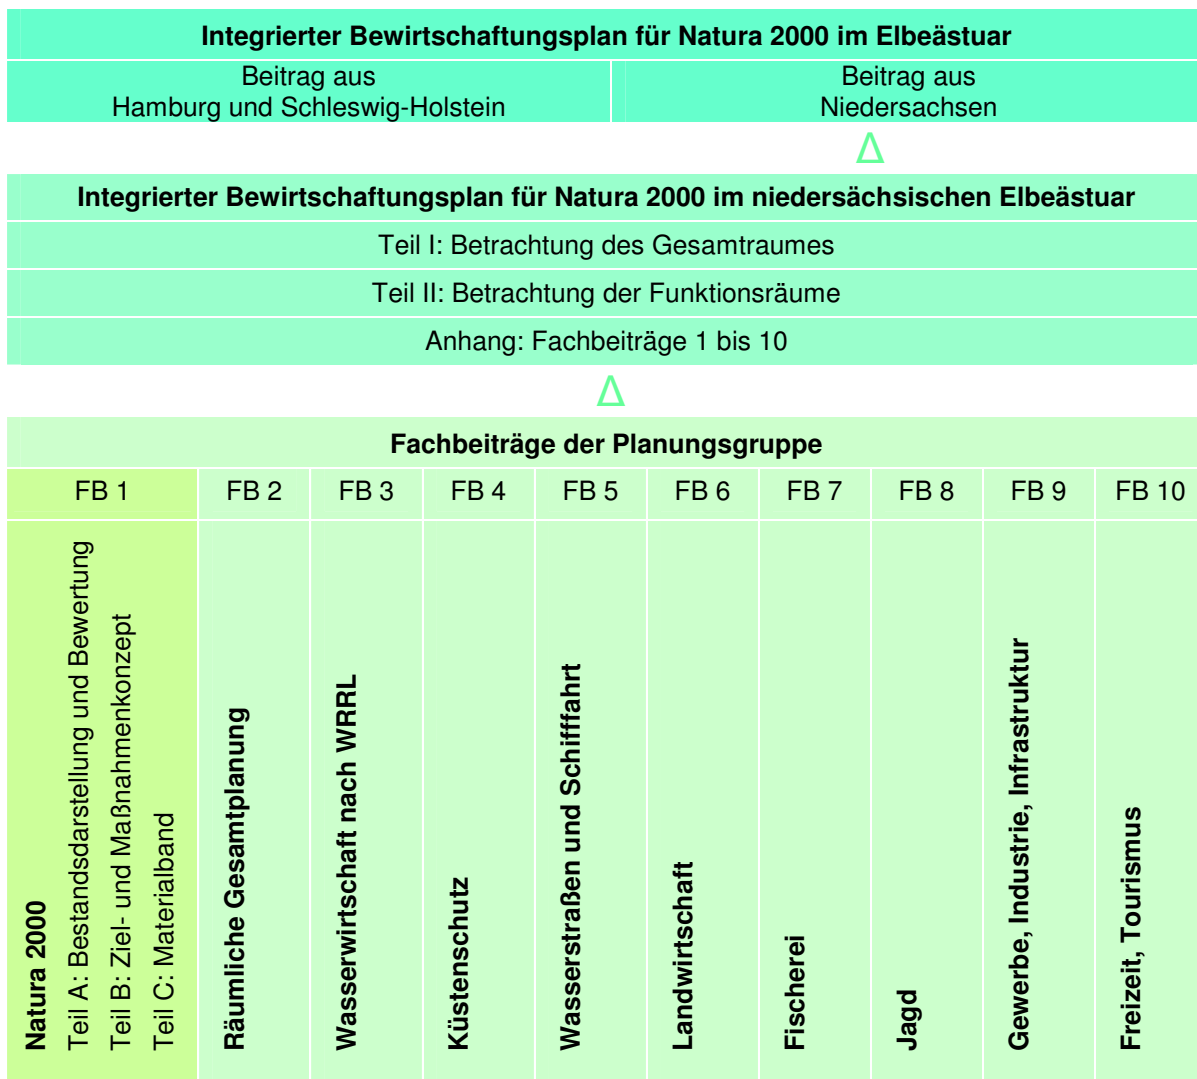 Integrierter Bewirtschaftungsplan für Natura 2000 im Elbeästuar
Beitrag aus
Hamburg und Schleswig-Holstein
Beitrag aus
Niedersachsen
Δ
Integrierter Bewirtschaftungsplan für Natura 2000 im niedersächsischen Elbeästuar
Teil I: Betrachtung des Gesamtraumes
Teil II: Betrachtung der Funktionsräume
Anhang: Fachbeiträge 1 bis 10
Δ
Fachbeiträge der Planungsgruppe
FB 1
FB 2
FB 3
FB 4
FB 5
FB 6
FB 7
FB 8
FB 9
FB 10
Natura 2000
Teil A: Bestandsdarstellung und Bewertung
Teil B: Ziel- und Maßnahmenkonzept
Teil C: Materialband
Räumliche Gesamtplanung
Wasserwirtschaft nach WRRL
Küstenschutz
Wasserstraßen und Schifffahrt
Landwirtschaft
Fischerei
Jagd
Gewerbe, Industrie, Infrastruktur
Freizeit, Tourismus